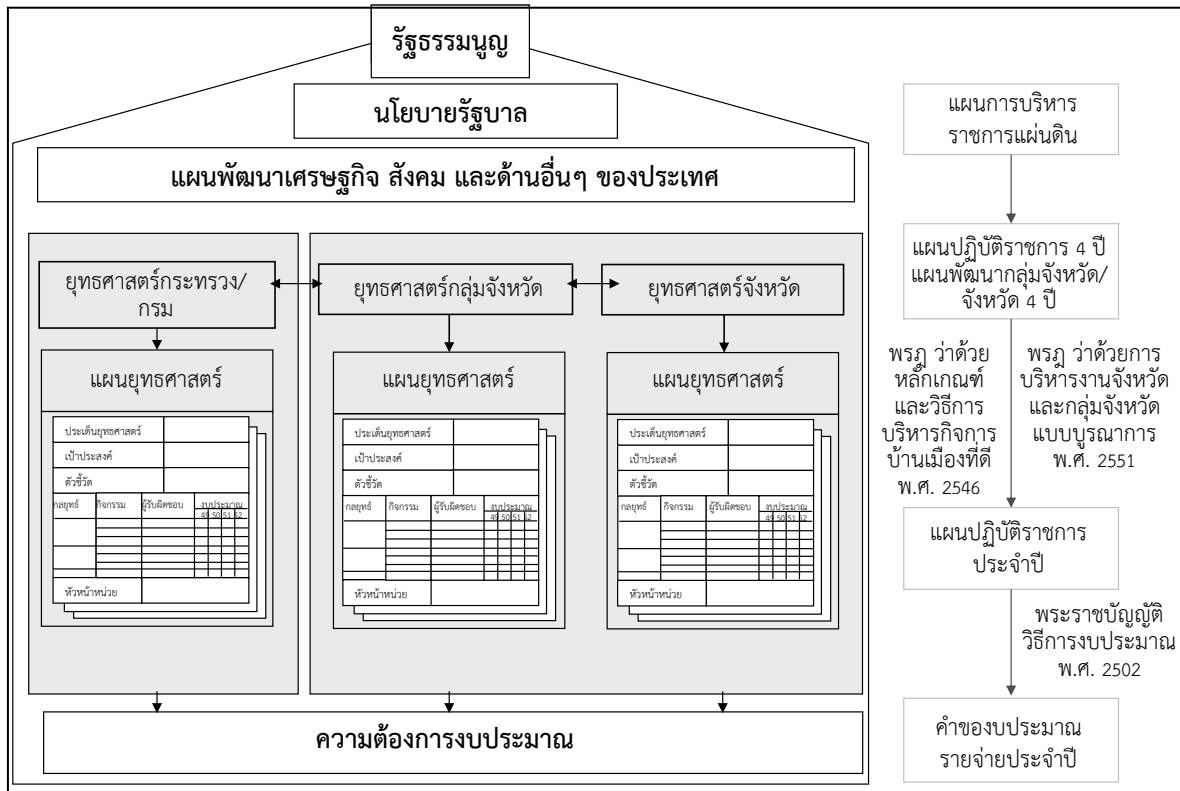 รัฐธรรมนูญ
นโยบายรัฐบาล
แผนพัฒนาเศรษฐกิจ สังคม และด้านอื่นๆ ของประเทศ
ยุทธศาสตร์กระทรวง/
กรม
แผนยุทธศาสตร์
ประเด็นยุทธศาสตร์
เป้าประสงค์
ตัวชี้วัด
กลยุทธ์ กิจกรรม ผู้รับผิดชอบ งบประมาณ
49 50 51 52
หัวหน้าหน่วย
ยุทธศาสตร์กลุ่มจังหวัด
แผนยุทธศาสตร์
ประเด็นยุทธศาสตร์
เป้าประสงค์
ตัวชี้วัด
กลยุทธ์ กิจกรรม ผู้รับผิดชอบ งบประมาณ
49 50 51 52
หัวหน้าหน่วย
ยุทธศาสตร์จังหวัด
แผนยุทธศาสตร์
ประเด็นยุทธศาสตร์
เป้าประสงค์
ตัวชี้วัด
กลยุทธ์ กิจกรรม ผู้รับผิดชอบ งบประมาณ
49 50 51 52
หัวหน้าหน่วย
ความต้องการงบประมาณ
แผนการบริหาร
ราชการแผ่นดิน
แผนปฏิบัติราชการ 4 ปี
แผนพัฒนากลุ่มจังหวัด/
จังหวัด 4 ปี
พรฎ ว่าด้วย
หลักเกณฑ์
และวิธีการ
บริหารกิจการ
บ้านเมืองที่ดี
พ.ศ. 2546
พรฎ ว่าด้วยการ
บริหารงานจังหวัด
และกลุ่มจังหวัด
แบบบูรณาการ
พ.ศ. 2551
แผนปฏิบัติราชการ
ประจำปี
พระราชบัญญัติ
วิธีการงบประมาณ
พ.ศ. 2502
คำของบประมาณ
รายจ่ายประจำปี